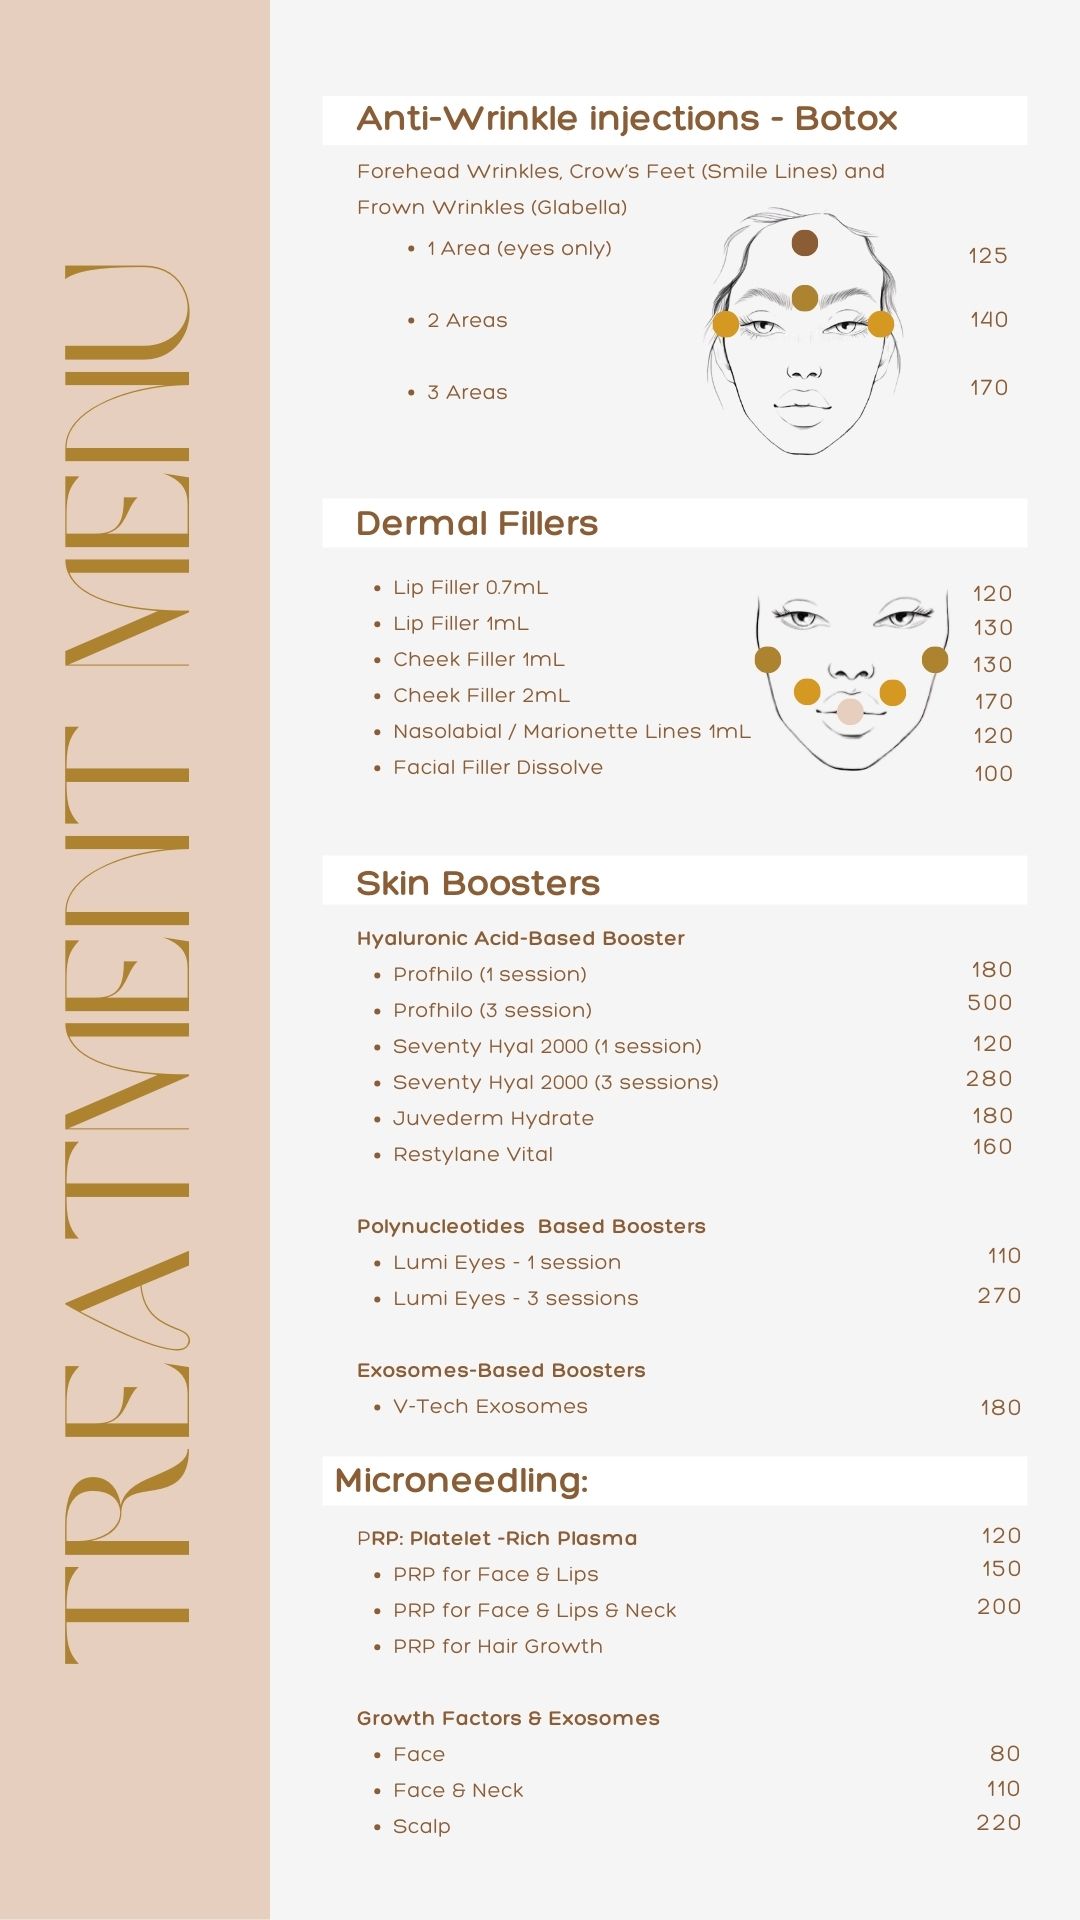 TREATMENT MENU
Anti-Wrinkle injections - Botox
Forehead Wrinkles, Crow's Feet (Smile Lines) and
Frown Wrinkles (Glabella)
• 1 Area (eyes only) 125
• 2 Areas 140
• 3 Areas 170
Dermal Fillers
• Lip Filler 0.7mL 120
• Lip Filler 1mL 130
• Cheek Filler 1mL 130
• Cheek Filler 2mL 170
• Nasolabial / Marionette Lines 1mL 120
• Facial Filler Dissolve 100
Skin Boosters
Hyaluronic Acid-Based Booster
• Profhilo (1 session) 180
• Profhilo (3 session) 500
• Seventy Hyal 2000 (1 session) 120
• Seventy Hyal 2000 (3 sessions) 280
• Juvederm Hydrate 180
• Restylane Vital 160
Polynucleotides  Based Boosters
• Lumi Eyes - 1 session 110
• Lumi Eyes - 3 sessions 270
Exosomes-Based Boosters
• V-Tech Exosomes 180
Microneedling:
PRP: Platelet -Rich Plasma 120
• PRP for Face & Lips 150
• PRP for Face & Lips & Neck 200
• PRP for Hair Growth
Growth Factors & Exosomes
• Face 80
• Face & Neck 110
• Scalp 220